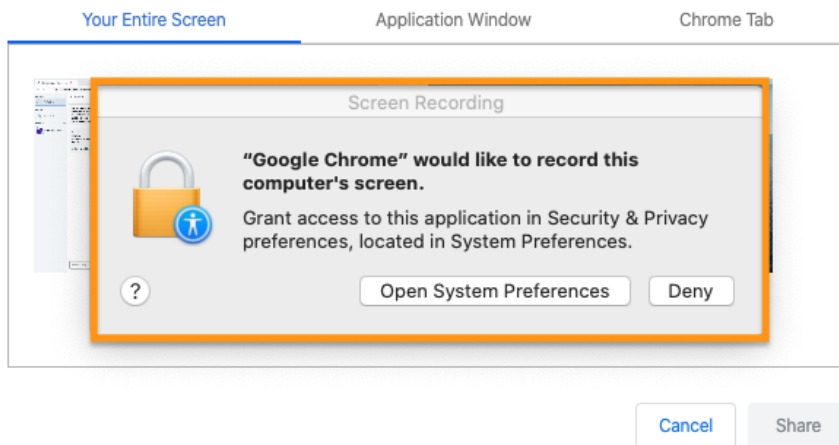 Your Entire Screen Application Window Chrome Tab
Screen Recording
“Google Chrome” would like to record this
computer's screen.
Grant access to this application in Security & Privacy
preferences, located in System Preferences.
? Open System Preferences Deny
Cancel Share